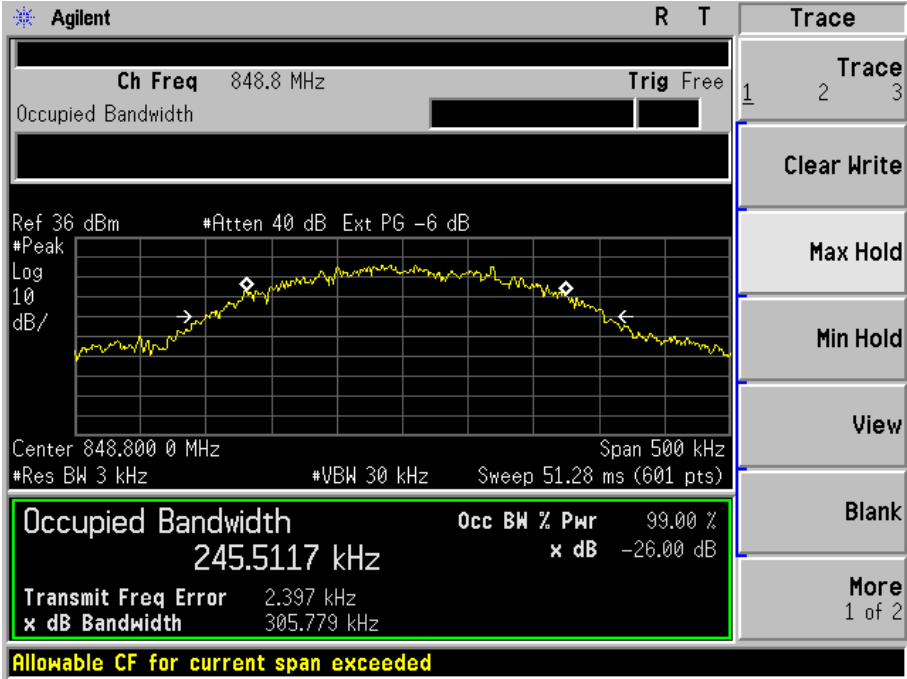 Agilent R T
Ch Freq 848.8 MHz Trig Free
Occupied Bandwidth
Ref 36 dBm #Atten 40 dB Ext PG -6 dB
#Peak
Log
10
dB/
Center 848.800 0 MHz Span 500 kHz
#Res BW 3 kHz #VBW 30 kHz Sweep 51.28 ms (601 pts)
Occupied Bandwidth
245.5117 kHz
Occ BW % Pwr 99.00 %
x dB -26.00 dB
Transmit Freq Error 2.397 kHz
x dB Bandwidth 305.779 kHz
Allowable CF for current span exceeded
Trace
Trace
1 2 3
Clear Write
Max Hold
Min Hold
View
Blank
More
1 of 2